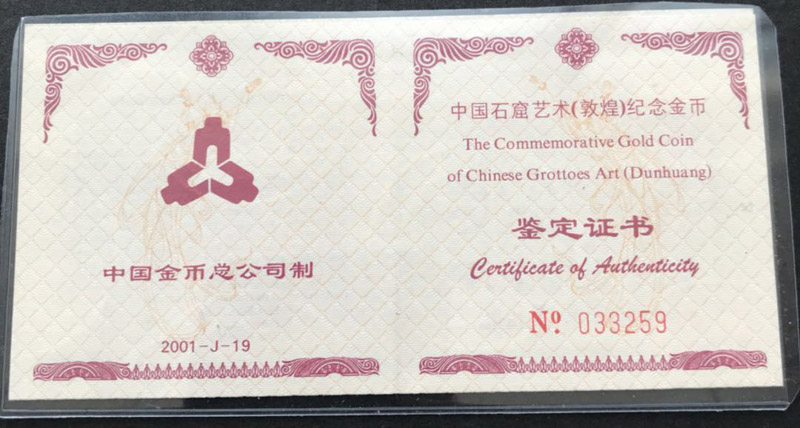 中国金币总公司制
2001-J-19
中国石窟艺术(敦煌)纪念金币
The Commemorative Gold Coin
of Chinese Grottoes Art (Dunhuang)
鉴定证书
Certificate of Authenticity
Nº 033259